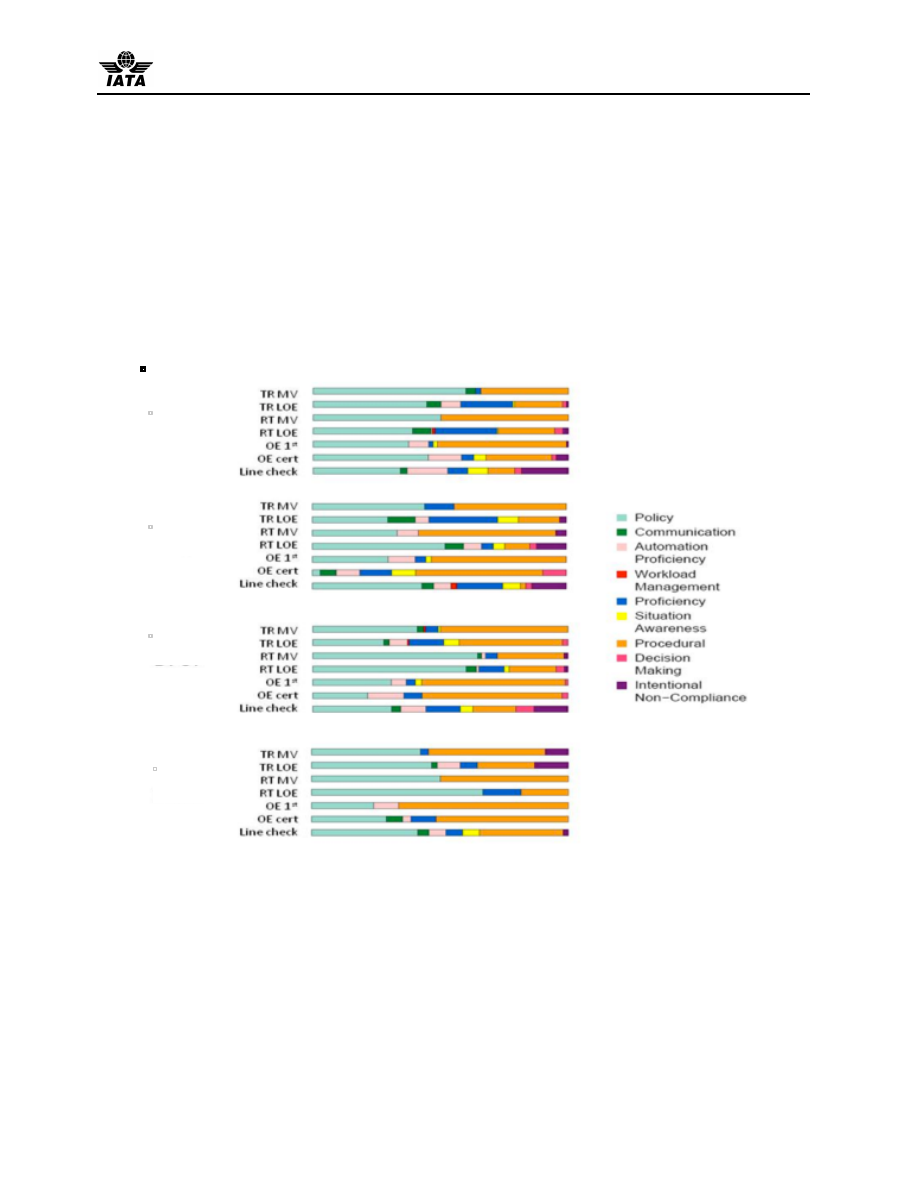 IATA
TR MV
TR LOE
RT MV
RT LOE
OE 1st
OE cert
Line check
TR MV
TR LOE
RT MV
RT LOE
OE 1st
OE cert
Line check
Policy
Communication
Automation
Proficiency
Workload
Management
Proficiency
Situation
Awareness
Procedural
Decision
Making
Intentional
Non-Compliance
TR MV
TR LOE
RT MV
RT LOE
OE 1st
OE cert
Line check
TR MV
TR LOE
RT MV
RT LOE
OE 1st
OE cert
Line check